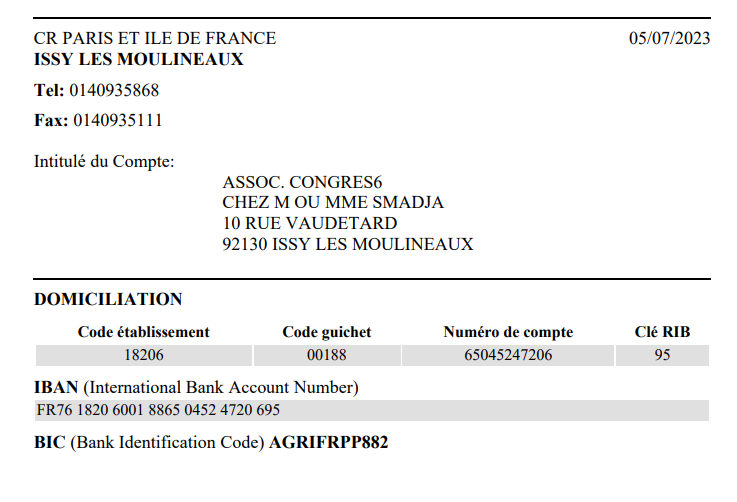 CR PARIS ET ILE DE FRANCE 05/07/2023
ISSY LES MOULINEAUX
Tel: 0140935868
Fax: 0140935111
Intitulé du Compte:
ASSOC. CONGRES6
CHEZ M OU MME SMADJA
10 RUE VAUDETARD
92130 ISSY LES MOULINEAUX
DOMICILIATION
Code établissement Code guichet Numéro de compte Clé RIB
18206 00188 65045247206 95
IBAN (International Bank Account Number)
FR76 1820 6001 8865 0452 4720 695
BIC (Bank Identification Code) AGRIFRPP882